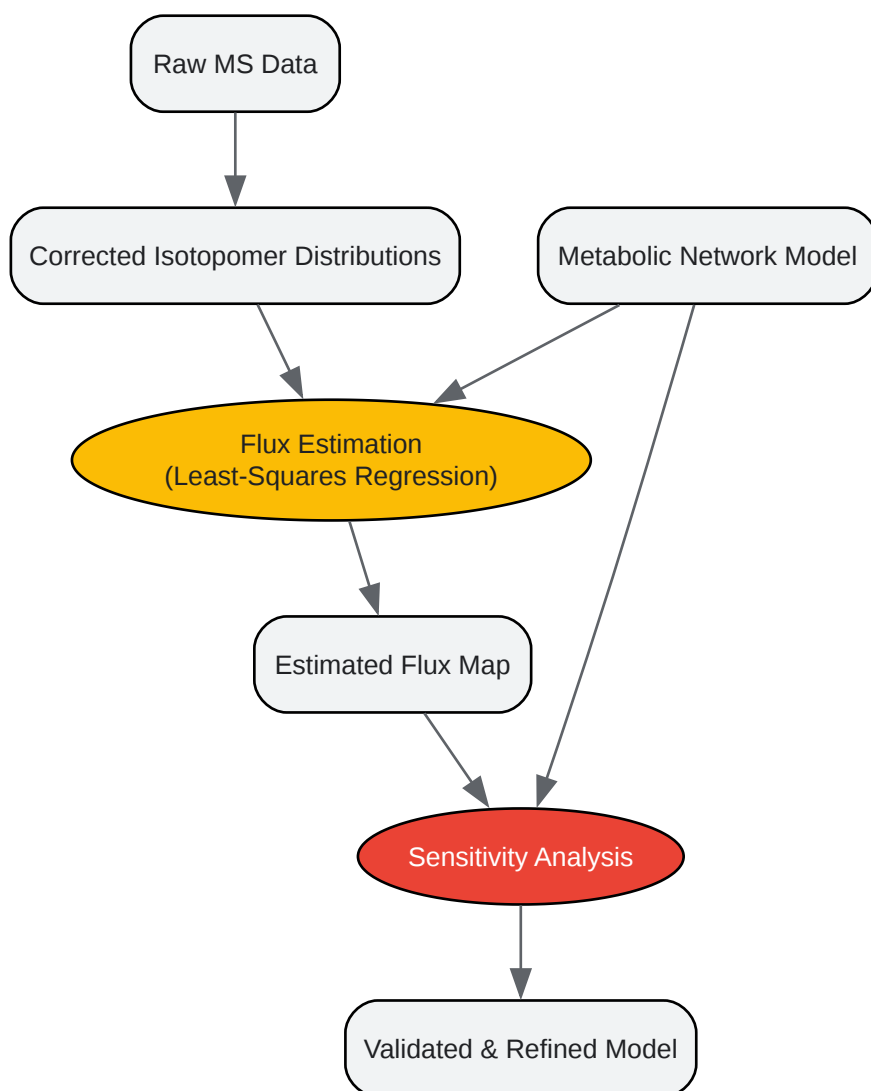 Raw MS Data
Corrected Isotopomer Distributions
Metabolic Network Model
Flux Estimation
(Least-Squares Regression)
Estimated Flux Map
Sensitivity Analysis
Validated & Refined Model